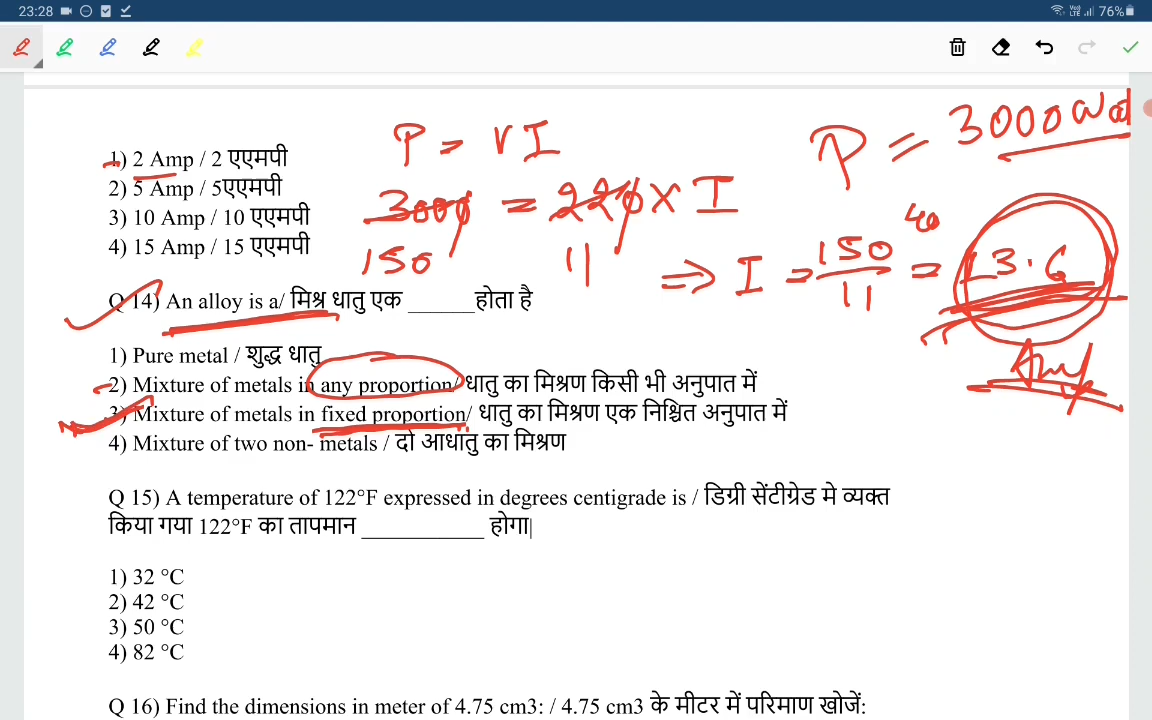 23:28 76%
P = 3000 Wat
P = VI
1) 2 Amp / 2 एएमपी
2) 5 Amp / 5एएमपी
3000 = 220 X I
3) 10 Amp / 10 एएमपी
4) 15 Amp / 15 एएमपी
150 11 ⇒ I = 150/11 = 13.6
Amp
Q 14) An alloy is a/ मिश्र धातु एक ______होता है
1) Pure metal / शुद्ध धातु
2) Mixture of metals in any proportion/ धातु का मिश्रण किसी भी अनुपात में
3) Mixture of metals in fixed proportion/ धातु का मिश्रण एक निश्चित अनुपात में
4) Mixture of two non- metals / दो आधातु का मिश्रण
Q 15) A temperature of 122°F expressed in degrees centigrade is / डिग्री सेंटीग्रेड मे व्यक्त
किया गया 122°F का तापमान ___________ होगा
1) 32 °C
2) 42 °C
3) 50 °C
4) 82 °C
Q 16) Find the dimensions in meter of 4.75 cm3: / 4.75 cm3 के मीटर में परिमाण खोजें: